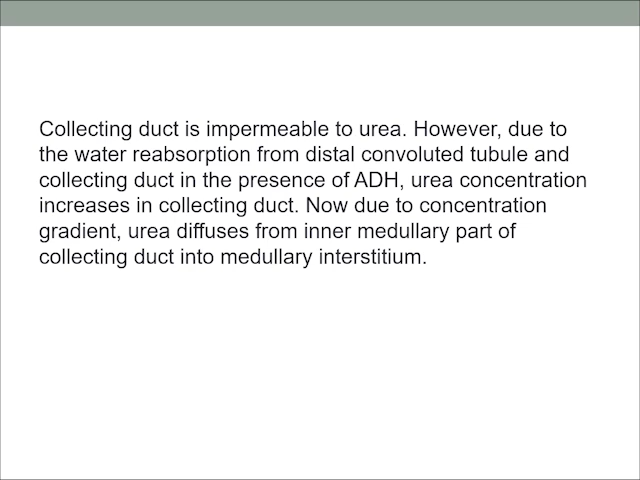 Collecting duct is impermeable to urea. However, due to
the water reabsorption from distal convoluted tubule and
collecting duct in the presence of ADH, urea concentration
increases in collecting duct. Now due to concentration
gradient, urea diffuses from inner medullary part of
collecting duct into medullary interstitium.